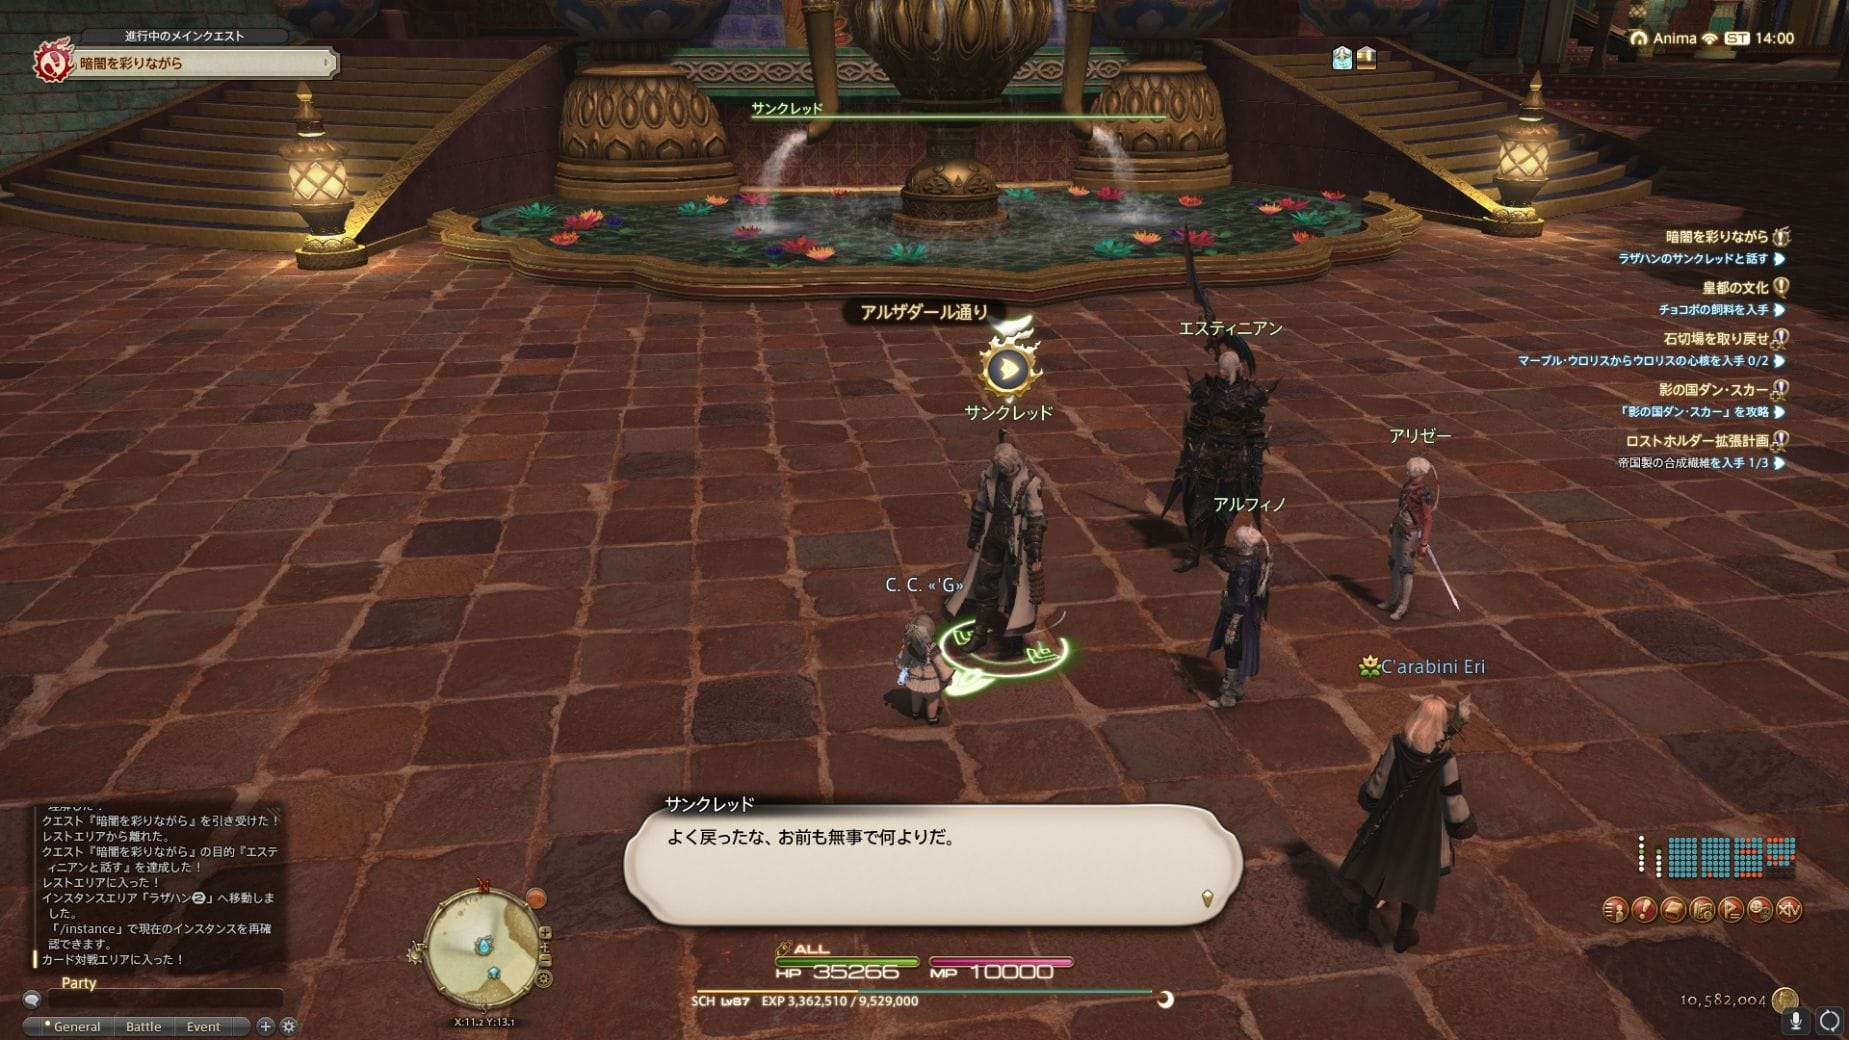 進行中のメインクエスト
暗闇を彩りながら
Anima ST 14:00
サンクレッド
暗闇を彩りながら
ラザハンのサンクレッドと話す
皇都の文化
チョコボの飼料を入手
石切場を取り戻せ
マーブル・ウロリスからウロリスの心核を入手 0/2
影の国ダン・スカー
「影の国ダン・スカー」を攻略
ロストホルダー拡張計画
帝国製の合成繊維を入手 1/3
アルザダール通り
サンクレッド
エスティニアン
アリゼー
アルフィノ
C. C. «'G»
C'arabini Eri
サンクレッド
よく戻ったな、お前も無事で何よりだ。
クエスト『暗闇を彩りながら』を引き受けた！
レストエリアから離れた。
クエスト『暗闇を彩りながら』の目的『エステ
ィニアンと話す』を達成した！
レストエリアに入った！
インスタンスエリア「ラザハン2」へ移動しま
した。
「/instance」で現在のインスタンスを再確
認できます。
カード対戦エリアに入った！
Party
General Battle Event
X:11.2 Y:13.1
ALL
HP 35266 MP 10000
SCH Lv87 EXP 3,362,510 / 9,529,000
XIV
10,582,004